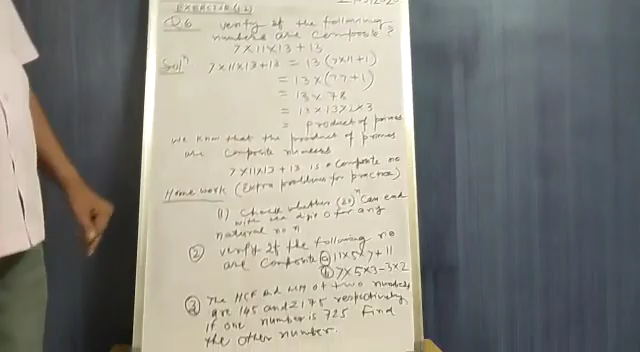 EXERCISE (1.2)
Q.6 verify if the following
numbers are composite?
7×11×13+13
Solⁿ 7×11×13+13 = 13(7×11+1)
= 13×(77+1)
= 13×78
= 13×13×2×3
= Product of primes
We know that the product of primes
are composite numbers
7×11×13+13 is a composite no
Home work (Extra problems for practice)
(1) Check whether can end
with the digit 0 for any
natural no n
(2) verify if the following no
are composite (a) 11×5×7+11
(b) 7×5×3-3×2
(3) The HCF and LCM of two numbers
are 145 and 2175 respectively,
if one number is 725 Find
the other number.